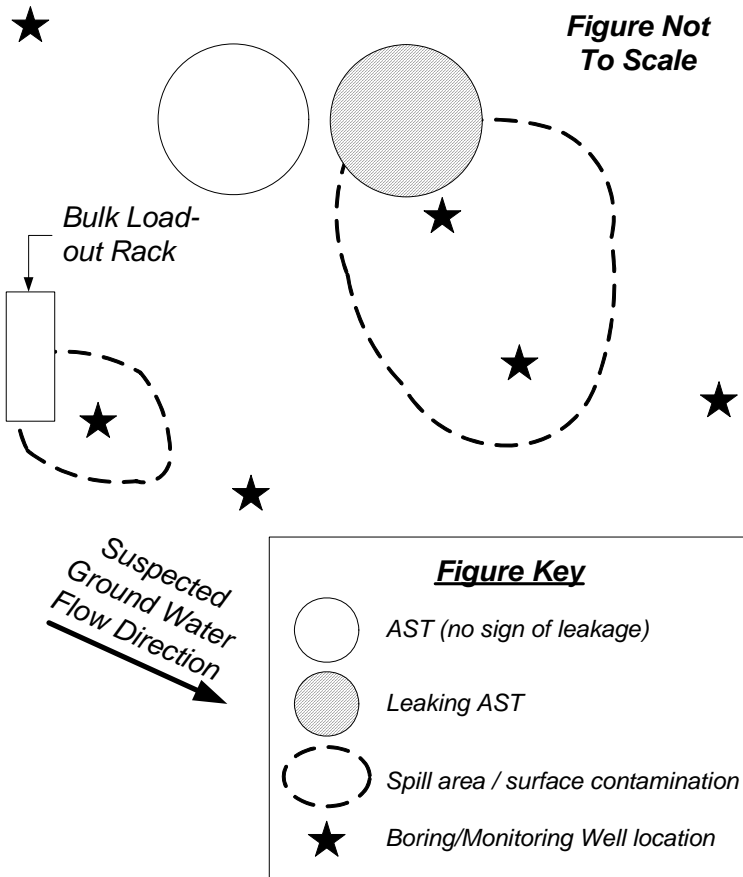 Figure Not
To Scale
Bulk Load-
out Rack
Suspected
Ground Water
Flow Direction
Figure Key
AST (no sign of leakage)
Leaking AST
Spill area / surface contamination
Boring/Monitoring Well location